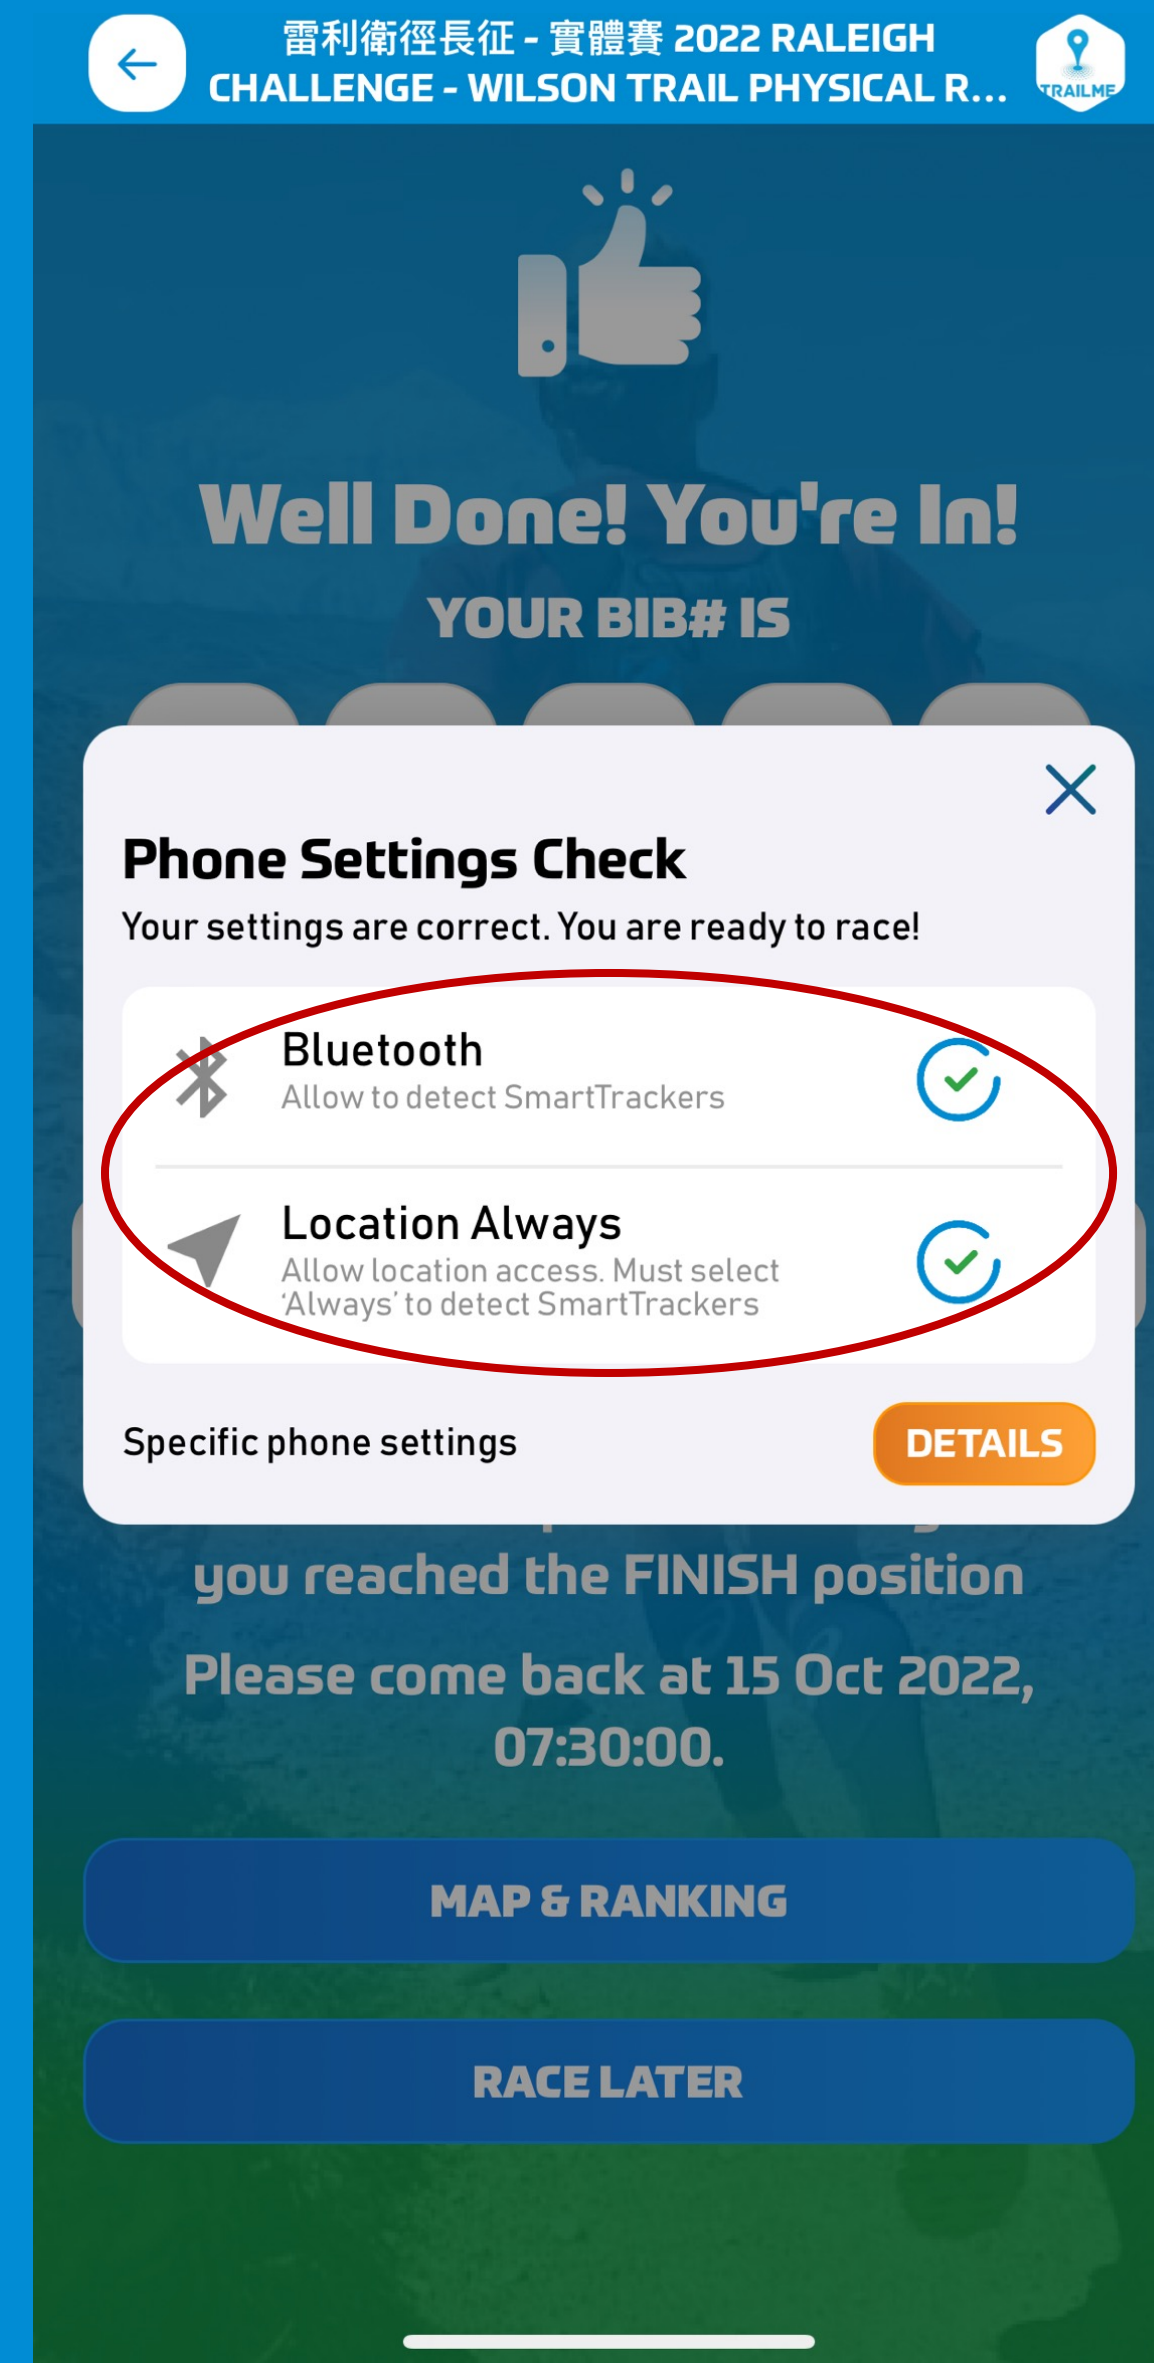 雷利衛徑長征 - 實體賽 2022 RALEIGH
CHALLENGE - WILSON TRAIL PHYSICAL R...
TRAILME
Well Done! You're In!
YOUR BIB# IS
Phone Settings Check
Your settings are correct. You are ready to race!
Bluetooth
Allow to detect SmartTrackers
Location Always
Allow location access. Must select
‘Always’ to detect SmartTrackers
Specific phone settings
DETAILS
you reached the FINISH position
Please come back at 15 Oct 2022,
07:30:00.
MAP & RANKING
RACE LATER